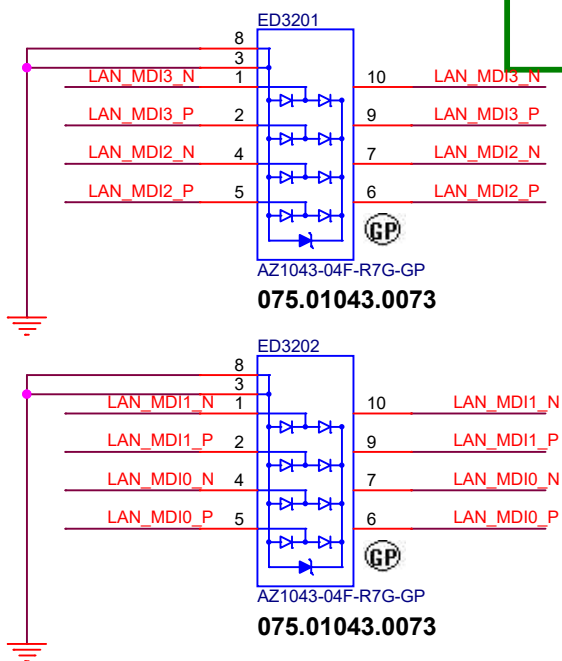 ED3201
8
3
LAN_MDI3_N 1 10 LAN_MDI3_N
LAN_MDI3_P 2 9 LAN_MDI3_P
LAN_MDI2_N 4 7 LAN_MDI2_N
LAN_MDI2_P 5 6 LAN_MDI2_P
GP
AZ1043-04F-R7G-GP
075.01043.0073
ED3202
8
3
LAN_MDI1_N 1 10 LAN_MDI1_N
LAN_MDI1_P 2 9 LAN_MDI1_P
LAN_MDI0_N 4 7 LAN_MDI0_N
LAN_MDI0_P 5 6 LAN_MDI0_P
GP
AZ1043-04F-R7G-GP
075.01043.0073